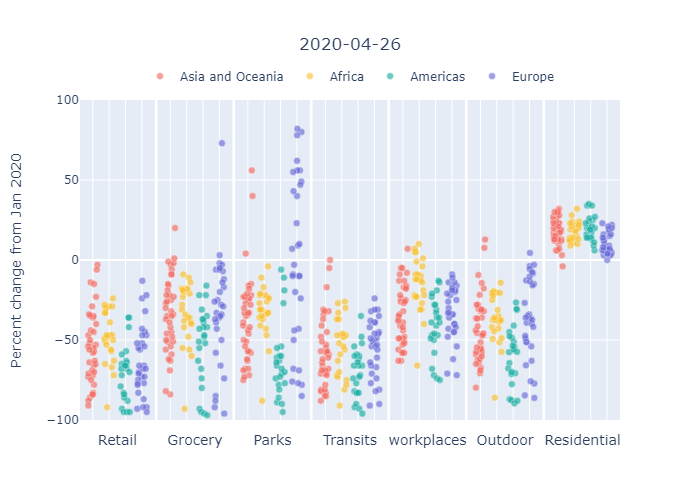 2020-04-26
Asia and Oceania Africa Americas Europe
Percent change from Jan 2020
100
50
0
−50
−100
Retail Grocery Parks Transits workplaces Outdoor Residential